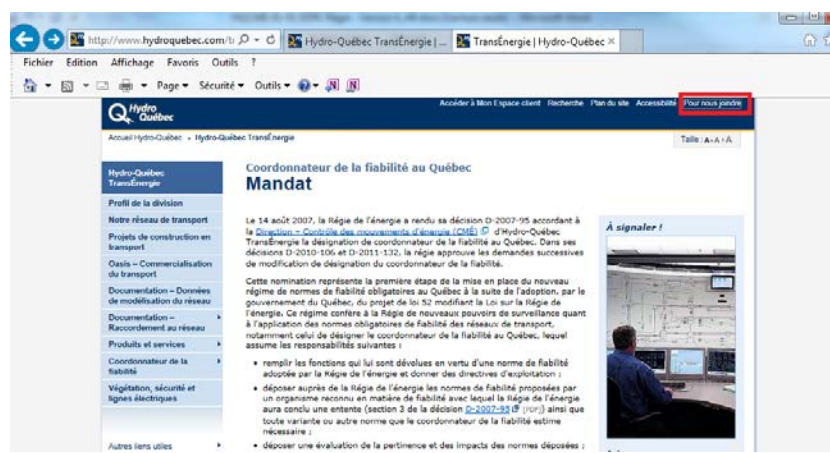 http://www.hydroquebec.com/t
Hydro-Québec TransÉnergie | ...
TransÉnergie | Hydro-Québec
Fichier Edition Affichage Favoris Outils ?
Page Sécurité Outils
Hydro
Québec
Accéder à Mon Espace client Recherche Plan du site Accessibilité Pour nous joindre
Accueil Hydro-Québec Hydro-Québec TransÉnergie
Taille : A A A
Hydro-Québec
TransÉnergie
Profil de la division
Notre réseau de transport
Projets de construction en
transport
Oasis – Commercialisation
du transport
Documentation – Données
de modélisation du réseau
Documentation –
Raccordement au réseau
Produits et services
Coordonnateur de la
fiabilité
Végétation, sécurité et
lignes électriques
Autres liens utiles
Coordonnateur de la fiabilité au Québec
Mandat
Le 14 août 2007, la Régie de l'énergie a rendu sa décision D-2007-95 accordant à
la Direction – Contrôle des mouvements d'énergie (CMÉ) d'Hydro-Québec
TransÉnergie la désignation de coordonnateur de la fiabilité au Québec. Dans ses
décisions D-2010-106 et D-2011-132, la régie approuve les demandes successives
de modification de désignation du coordonnateur de la fiabilité.
Cette nomination représente la première étape de la mise en place du nouveau
régime de normes de fiabilité obligatoires au Québec à la suite de l'adoption, par le
gouvernement du Québec, du projet de loi 52 modifiant la Loi sur la Régie de
l'énergie. Ce régime confère à la Régie de nouveaux pouvoirs de surveillance quant
à l'application des normes obligatoires de fiabilité des réseaux de transport,
notamment celui de désigner le coordonnateur de la fiabilité au Québec, lequel
assume les responsabilités suivantes :
• remplir les fonctions qui lui sont dévolues en vertu d'une norme de fiabilité
adoptée par la Régie de l'énergie et donner des directives d'exploitation ;
• déposer auprès de la Régie de l'énergie les normes de fiabilité proposées par
un organisme reconnu en matière de fiabilité avec lequel la Régie de l'énergie
aura conclu une entente (section 3 de la décision D-2007-95 [PDF]) ainsi que
toute variante ou autre norme que le coordonnateur de la fiabilité estime
nécessaire ;
• déposer une évaluation de la pertinence et des impacts des normes déposées ;
À signaler !